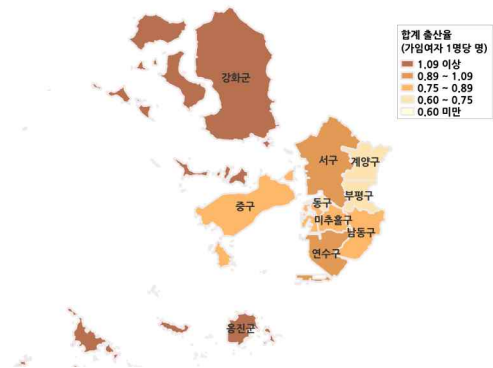 합계 출산율
(가임여자 1명당 명)
1.09 이상
0.89 ~ 1.09
0.75 ~ 0.89
0.60 ~ 0.75
0.60 미만
강화군
서구
계양구
부평구
동구
중구
미추홀구
남동구
연수구
옹진군